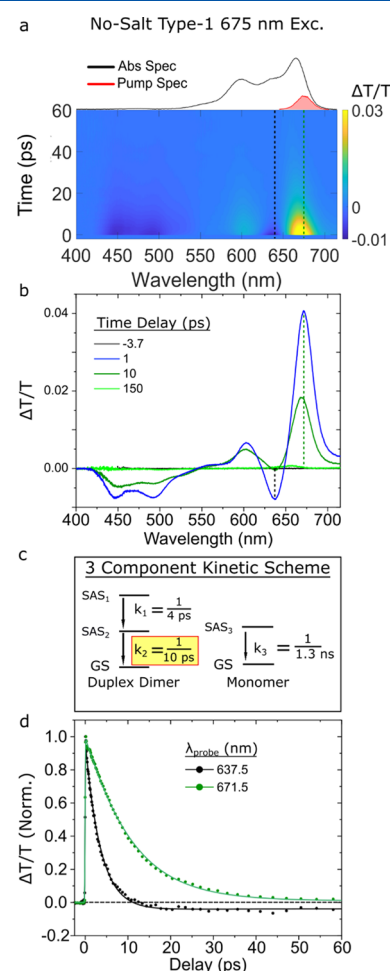 a
No-Salt Type-1 675 nm Exc.
Abs Spec
Pump Spec
ΔT/T
0.03
0
-0.01
60
40
20
0
Time (ps)
400 450 500 550 600 650 700
Wavelength (nm)
b
Time Delay (ps)
-3.7
1
10
150
0.04
0.02
0.00
ΔT/T
400 450 500 550 600 650 700
Wavelength (nm)
c
3 Component Kinetic Scheme
SAS1
k1 = 1/4 ps
SAS2
k2 = 1/10 ps
GS
Duplex Dimer
SAS3
k3 = 1/1.3 ns
GS
Monomer
d
λprobe (nm)
637.5
671.5
1.0
0.8
0.6
0.4
0.2
0.0
-0.2
ΔT/T (Norm.)
0 10 20 30 40 50 60
Delay (ps)